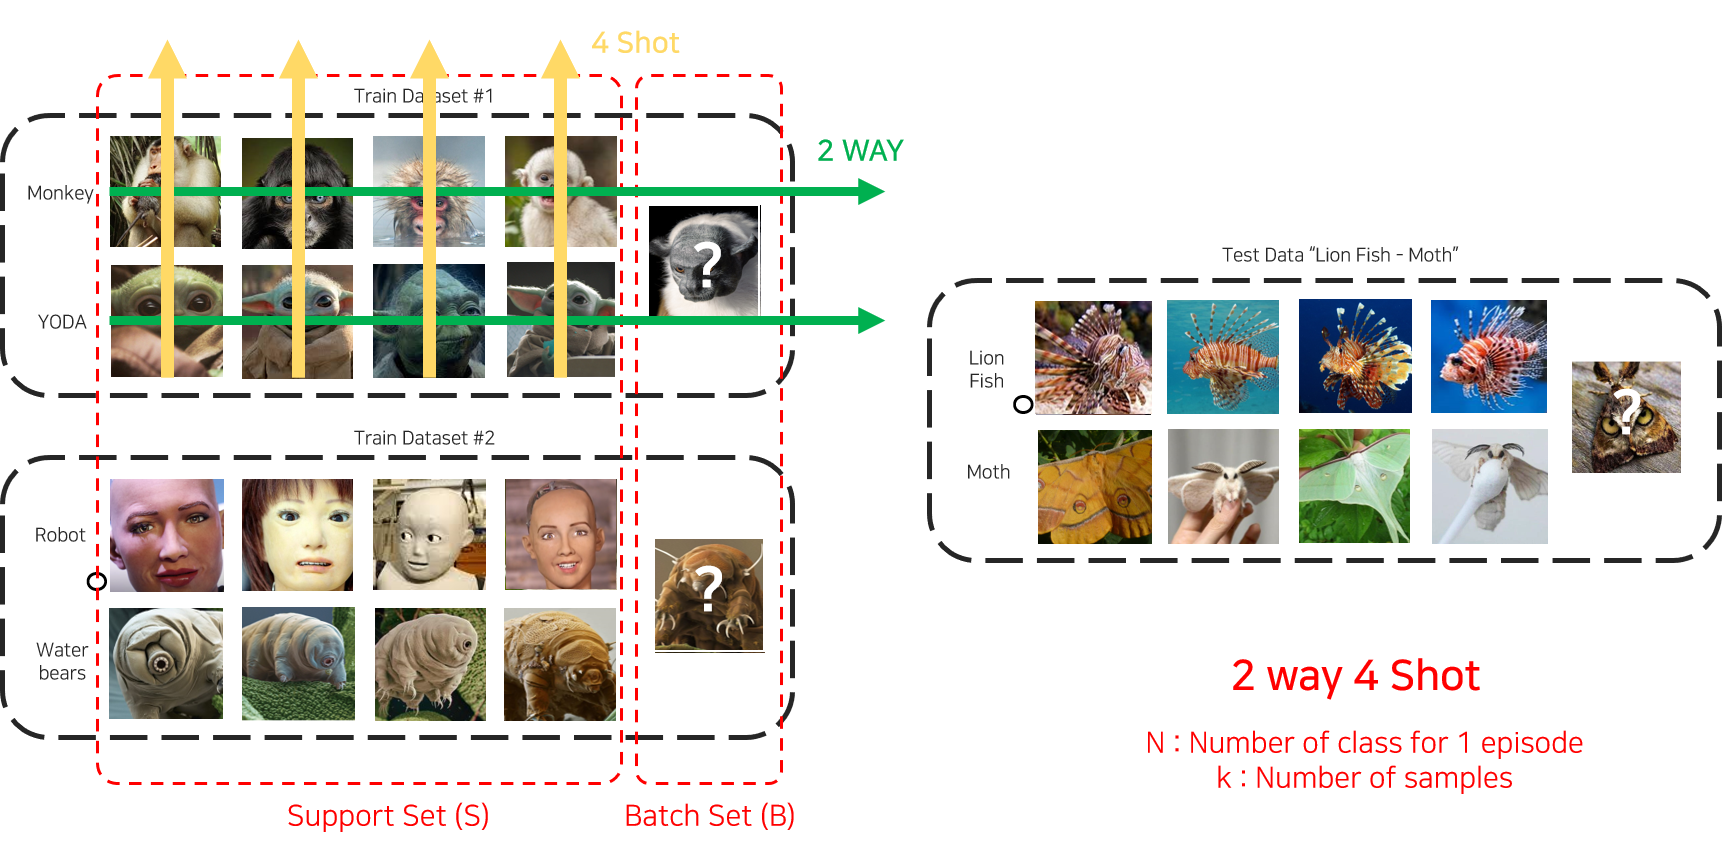 4 Shot
Train Dataset #1
2 WAY
Monkey
?
YODA
Train Dataset #2
Robot
?
Water
bears
Support Set (S)
Batch Set (B)
Test Data “Lion Fish - Moth”
Lion
Fish
?
Moth
2 way 4 Shot
N : Number of class for 1 episode
k : Number of samples